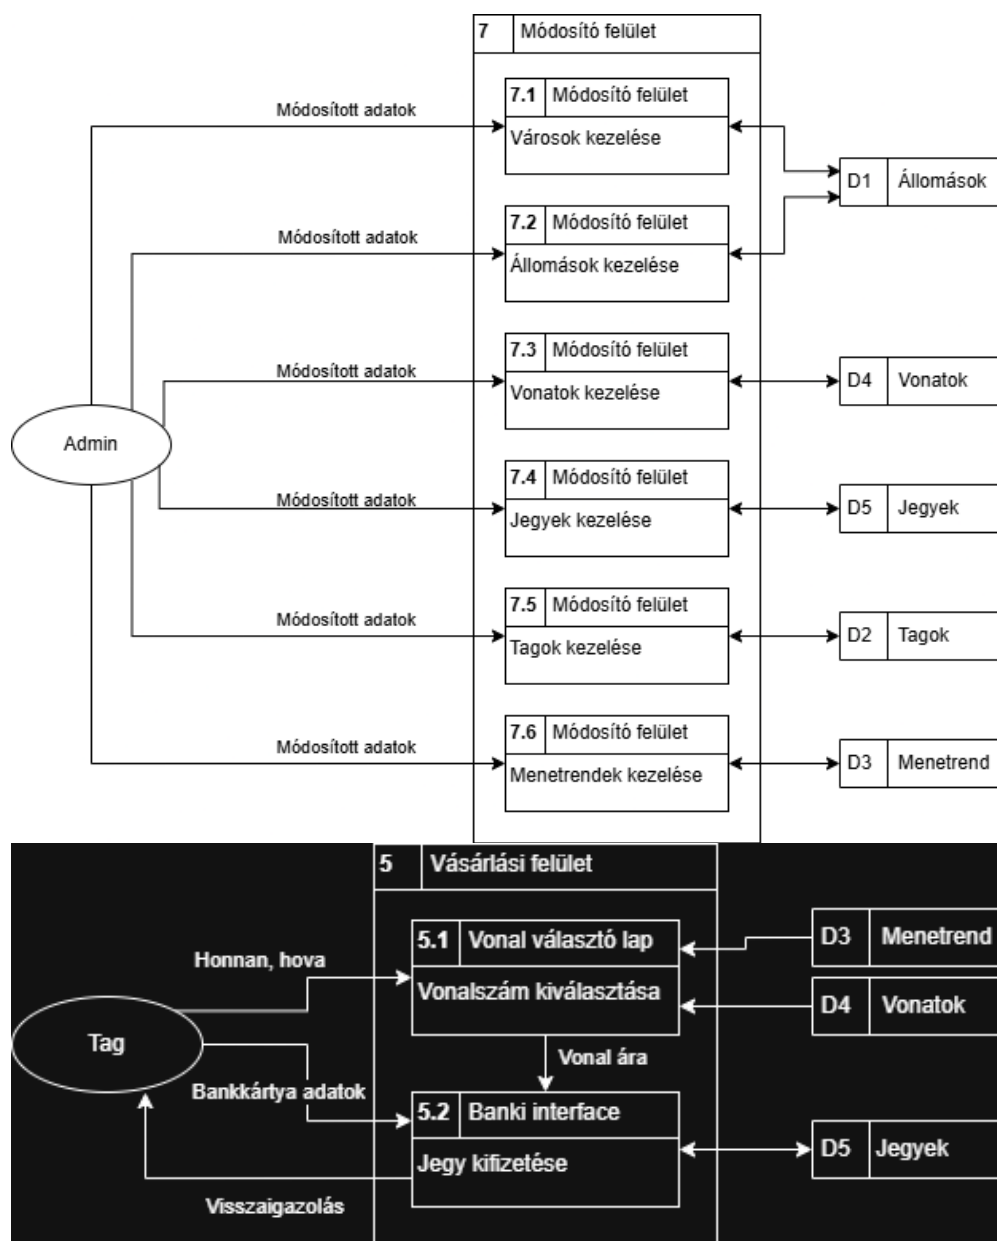 7 Módosító felület
Módosított adatok
7.1 Módosító felület
Városok kezelése
D1 Állomások
Módosított adatok
7.2 Módosító felület
Állomások kezelése
Módosított adatok
7.3 Módosító felület
Vonatok kezelése
D4 Vonatok
Admin
Módosított adatok
7.4 Módosító felület
Jegyek kezelése
D5 Jegyek
Módosított adatok
7.5 Módosító felület
Tagok kezelése
D2 Tagok
Módosított adatok
7.6 Módosító felület
Menetrendek kezelése
D3 Menetrend
5 Vásárlási felület
Honnan, hova
5.1 Vonal választó lap
Vonalszám kiválasztása
D3 Menetrend
D4 Vonatok
Tag
Vonal ára
Bankkártya adatok
5.2 Banki interface
Jegy kifizetése
D5 Jegyek
Visszaigazolás